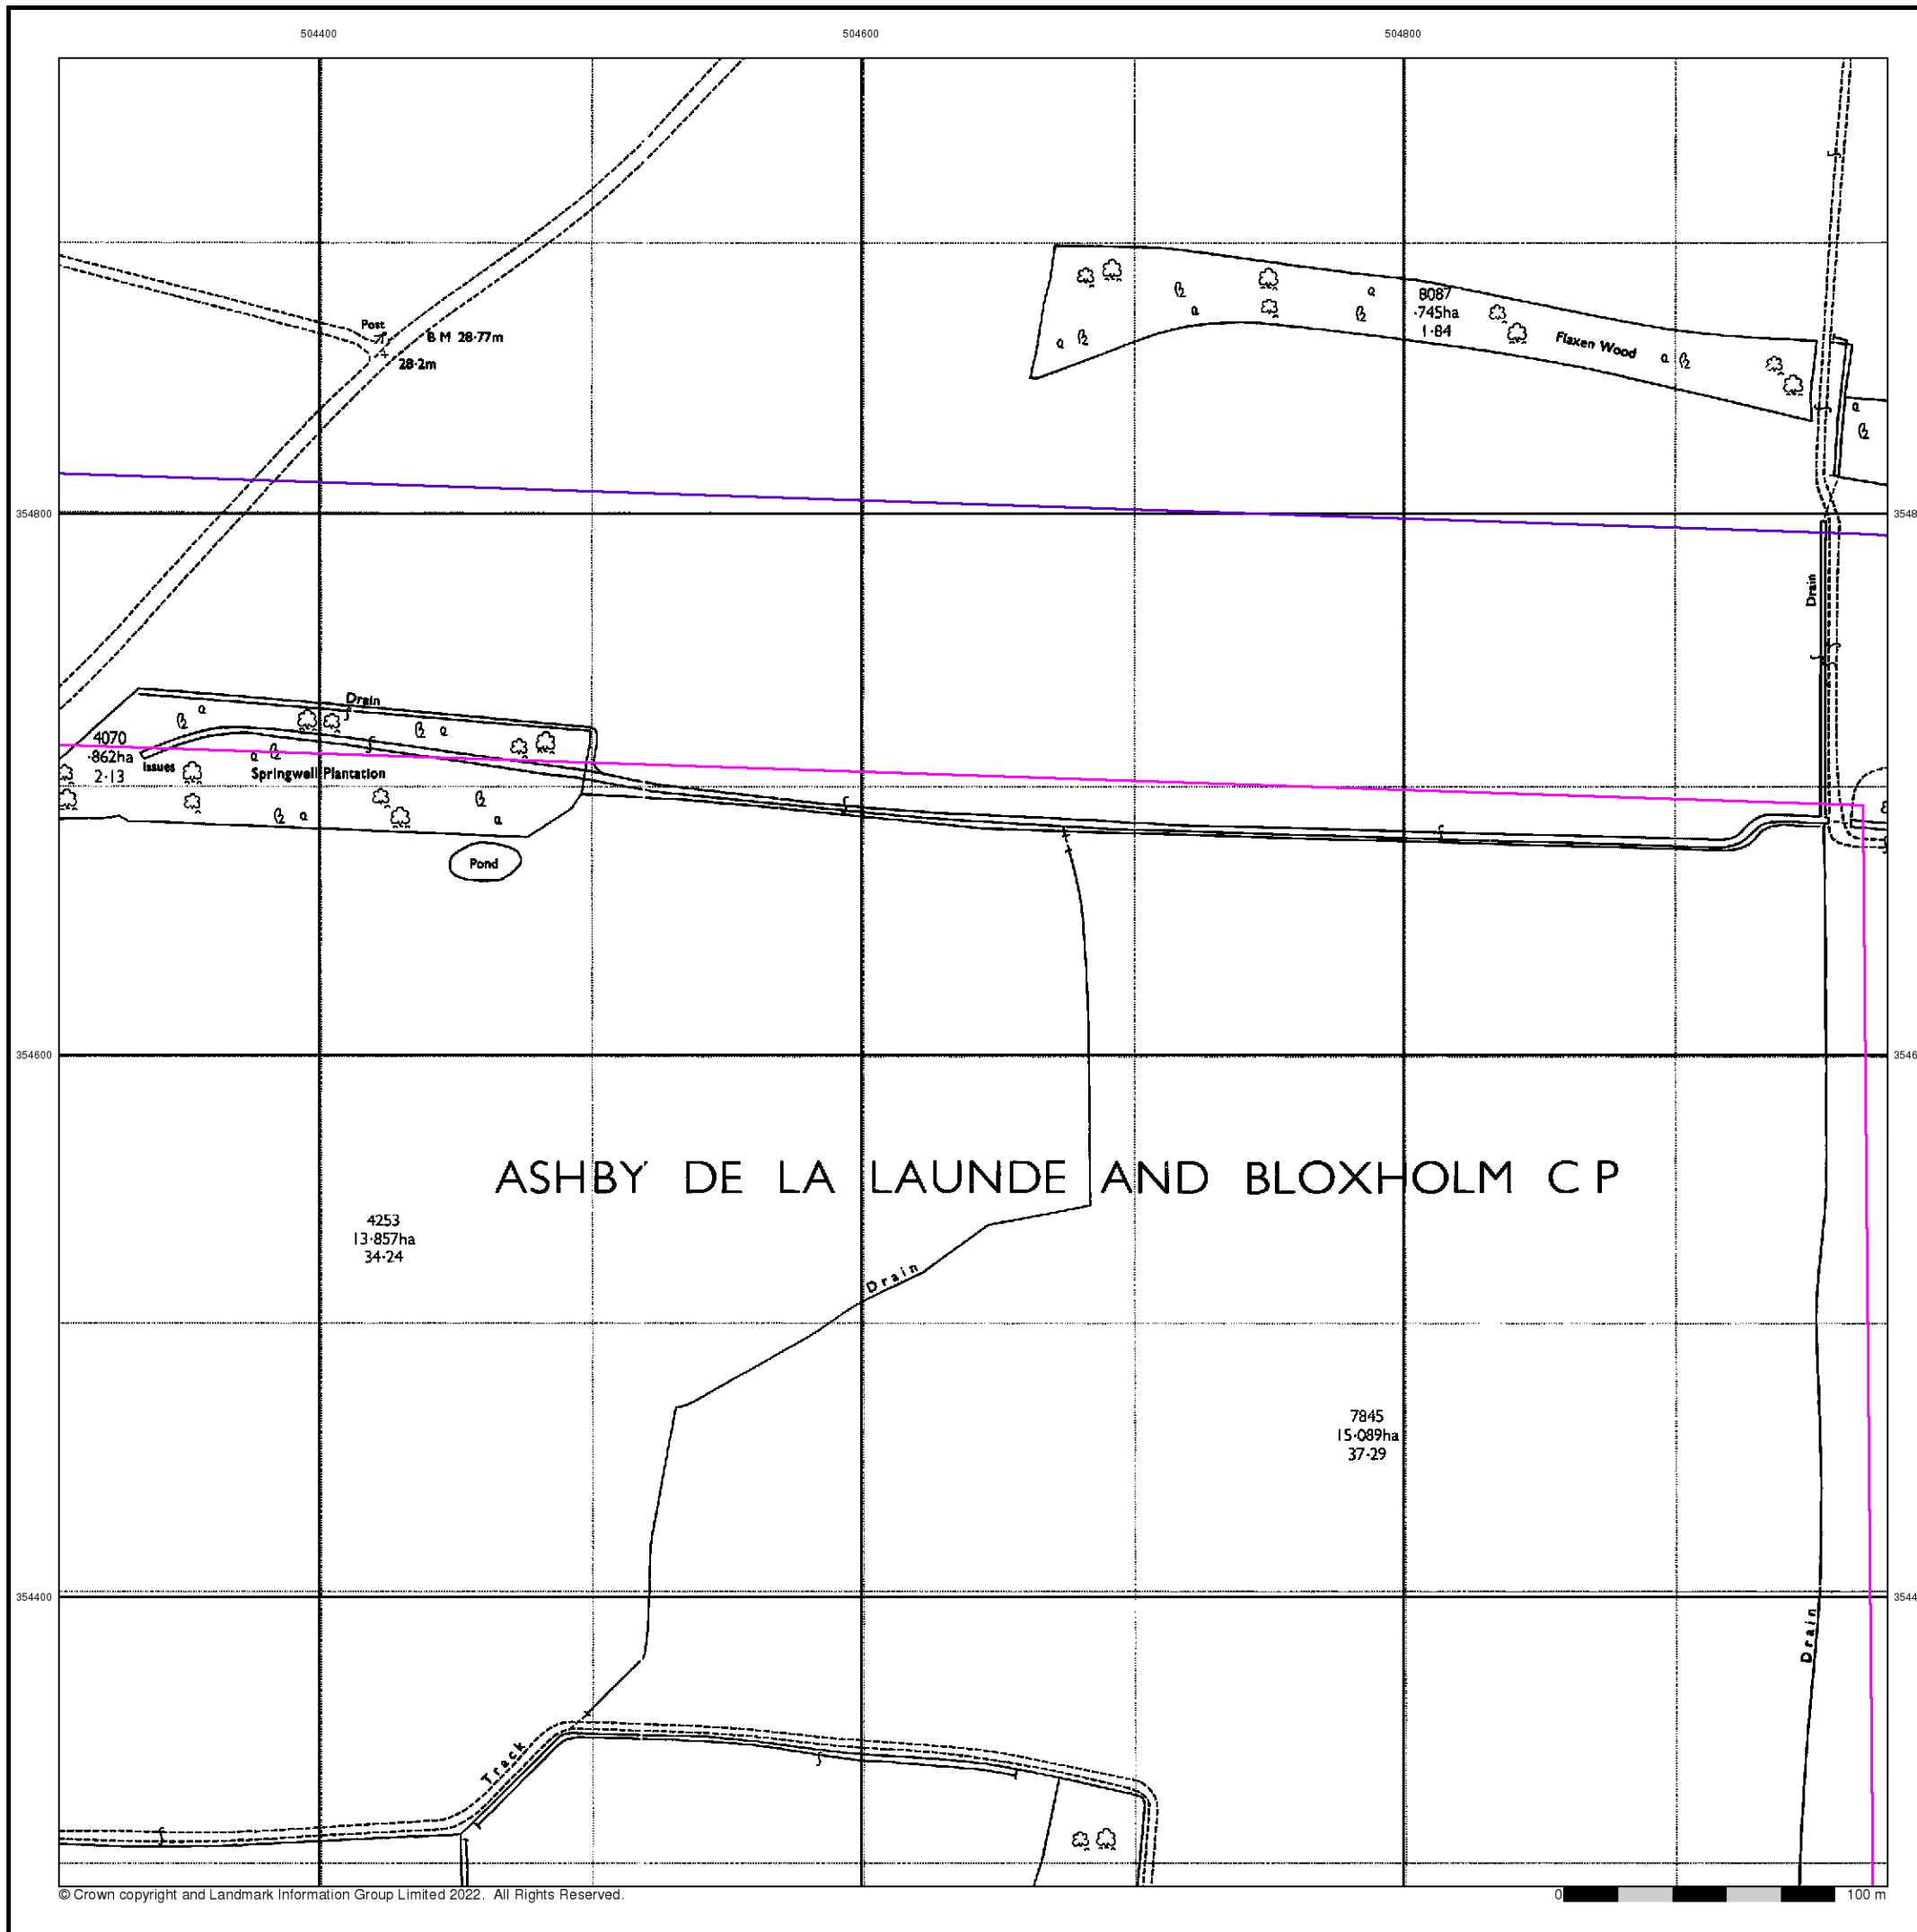 504400 504600 504800
8087
·745ha
1·84
Post
B M 28·77m
28·2m
Flaxen Wood
354800 3548
Drain
Drain
4070
·862ha
2·13
Issues
Springwell Plantation
Pond
354600 3546
ASHBY DE LA LAUNDE AND BLOXHOLM C P
4253
13·857ha
34·24
Drain
7845
15·089ha
37·29
354400 3544
Drain
Track
© Crown copyright and Landmark Information Group Limited 2022. All Rights Reserved.
0 100 m